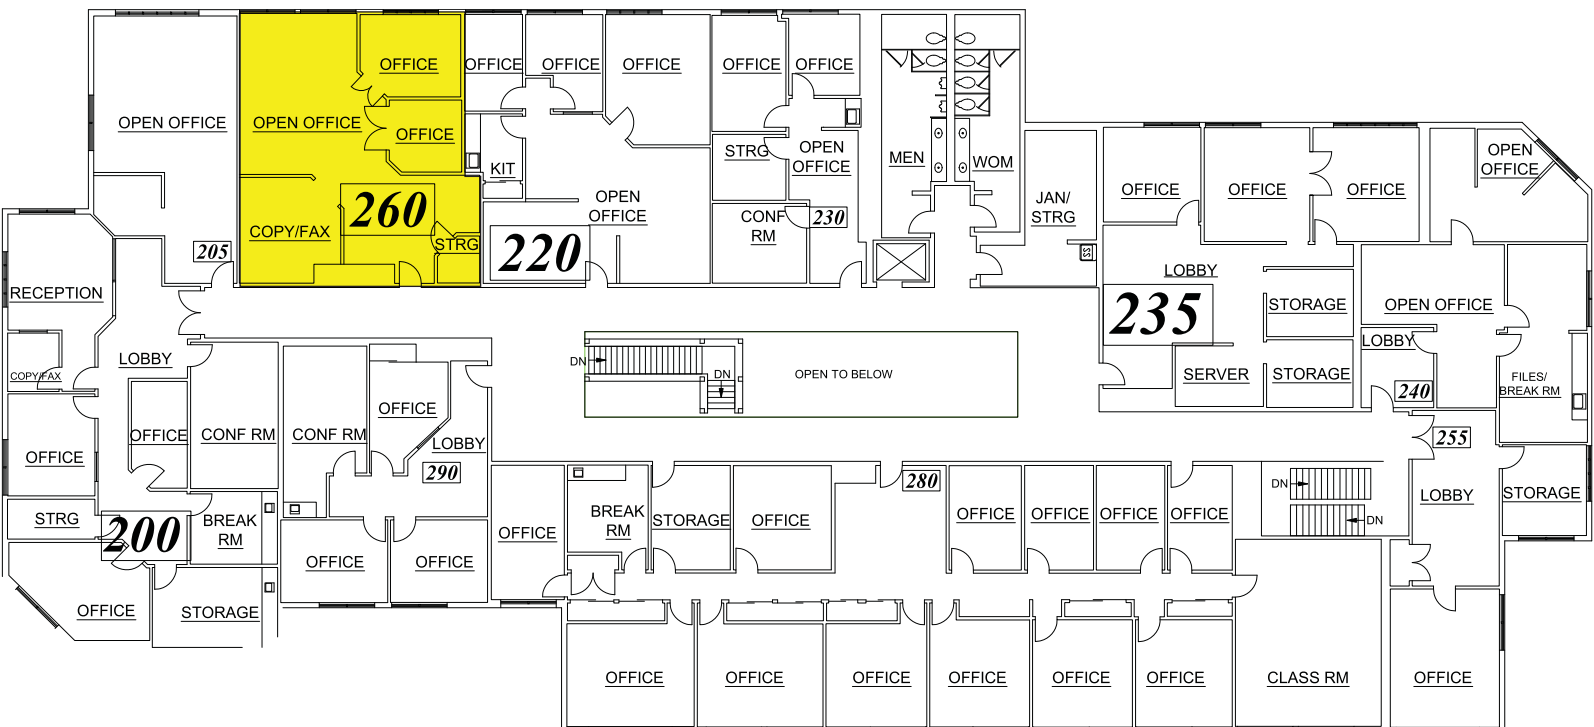 OFFICE
OFFICE
OFFICE
OFFICE
OFFICE
OFFICE
OPEN OFFICE
OPEN OFFICE
OFFICE
STRG
OPEN
OFFICE
MEN
WOM
OPEN
OFFICE
KIT
OFFICE
OFFICE
OFFICE
JAN/
STRG
260
OPEN
OFFICE
CONF
RM
230
COPY/FAX
STRG
205
220
SS
LOBBY
RECEPTION
235
STORAGE
OPEN OFFICE
LOBBY
LOBBY
DN
DN
OPEN TO BELOW
SERVER
STORAGE
COPY/FAX
FILES/
BREAK RM
240
OFFICE
OFFICE
CONF RM
CONF RM
LOBBY
255
OFFICE
290
280
DN
LOBBY
STORAGE
STRG
200
BREAK
RM
BREAK
RM
STORAGE
OFFICE
OFFICE
OFFICE
OFFICE
OFFICE
DN
OFFICE
OFFICE
OFFICE
OFFICE
STORAGE
OFFICE
OFFICE
OFFICE
OFFICE
OFFICE
OFFICE
CLASS RM
OFFICE